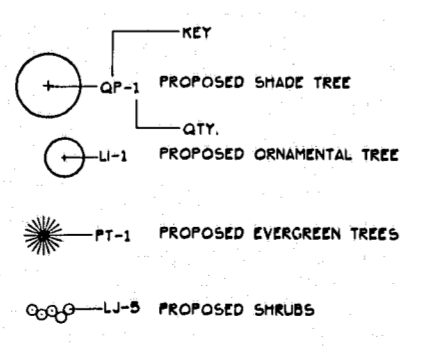 KEY
QP-1 PROPOSED SHADE TREE
QTY.
LI-1 PROPOSED ORNAMENTAL TREE
PT-1 PROPOSED EVERGREEN TREES
LJ-5 PROPOSED SHRUBS